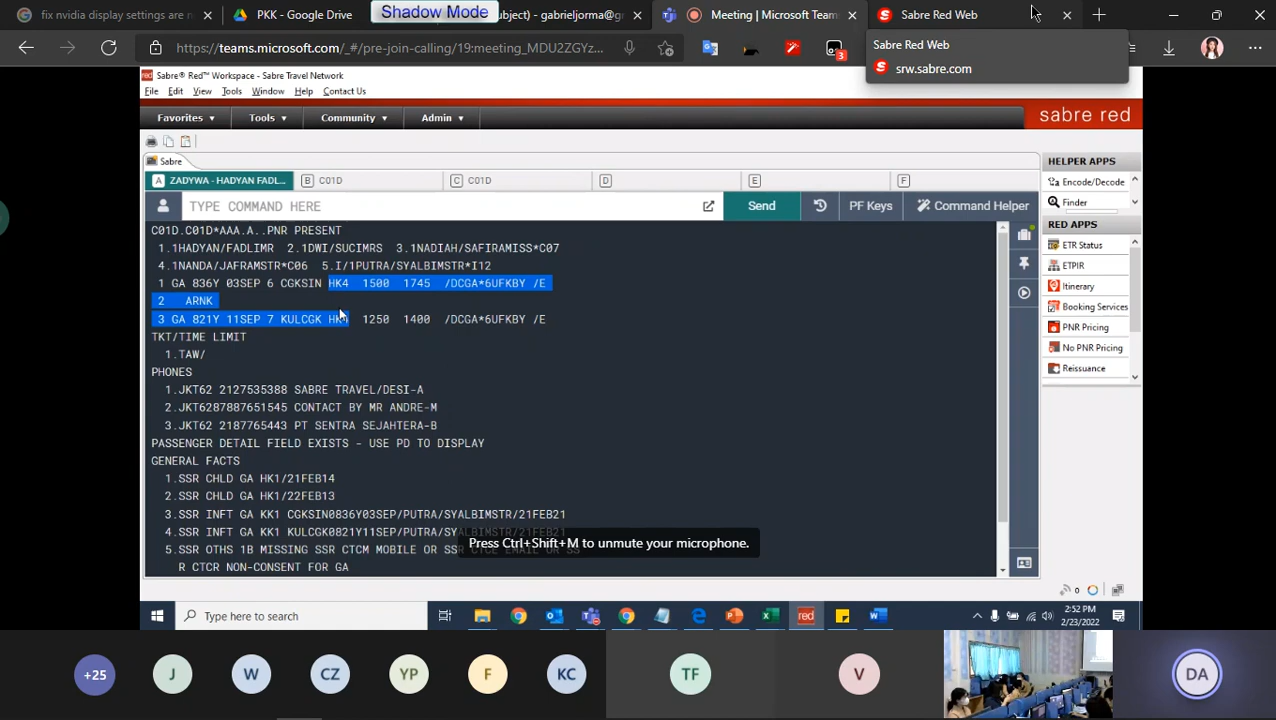 fix nvidia display settings are n
PKK - Google Drive
Shadow Mode
ubject) - gabrieljorma@
Meeting | Microsoft Teams
Sabre Red Web
https://teams.microsoft.com/_#/pre-join-calling/19:meeting_MDU2ZGYz...
3
Sabre Red Web
srw.sabre.com
red Sabre® Red™ Workspace - Sabre Travel Network
File Edit View Tools Window Help Contact Us
Favorites Tools Community Admin
sabre red
Sabre
HELPER APPS
A ZADYWA - HADYAN FADL... B C01D C C01D D E F
Encode/Decode
TYPE COMMAND HERE Send PF Keys Command Helper
Finder
RED APPS
ETR Status
ETPIR
Itinerary
Booking Services
PNR Pricing
No PNR Pricing
Reissuance
C01D.C01D*AAA.A..PNR PRESENT
1.1HADYAN/FADLIMR 2.1DWI/SUCIMRS 3.1NADIAH/SAFIRAMISS*C07
4.1NANDA/JAFRAMSTR*C06 5.I/1PUTRA/SYALBIMSTR*I12
1 GA 836Y 03SEP 6 CGKSIN HK4 1500 1745 /DCGA*6UFKBY /E
2 ARNK
3 GA 821Y 11SEP 7 KULCGK HK4 1250 1400 /DCGA*6UFKBY /E
TKT/TIME LIMIT
1.TAW/
PHONES
1.JKT62 2127535388 SABRE TRAVEL/DESI-A
2.JKT6287887651545 CONTACT BY MR ANDRE-M
3.JKT62 2187765443 PT SENTRA SEJAHTERA-B
PASSENGER DETAIL FIELD EXISTS - USE PD TO DISPLAY
GENERAL FACTS
1.SSR CHLD GA HK1/21FEB14
2.SSR CHLD GA HK1/22FEB13
3.SSR INFT GA KK1 CGKSIN0836Y03SEP/PUTRA/SYALBIMSTR/21FEB21
4.SSR INFT GA KK1 KULCGK0821Y11SEP/PUTRA/SYALBIMSTR/21FEB21
5.SSR OTHS 1B MISSING SSR CTCM MOBILE OR SSR CTCE EMAIL OR SS
R CTCR NON-CONSENT FOR GA
Press Ctrl+Shift+M to unmute your microphone.
0
Type here to search
red
2:52 PM
2/23/2022
+25 J W CZ YP F KC TF V DA